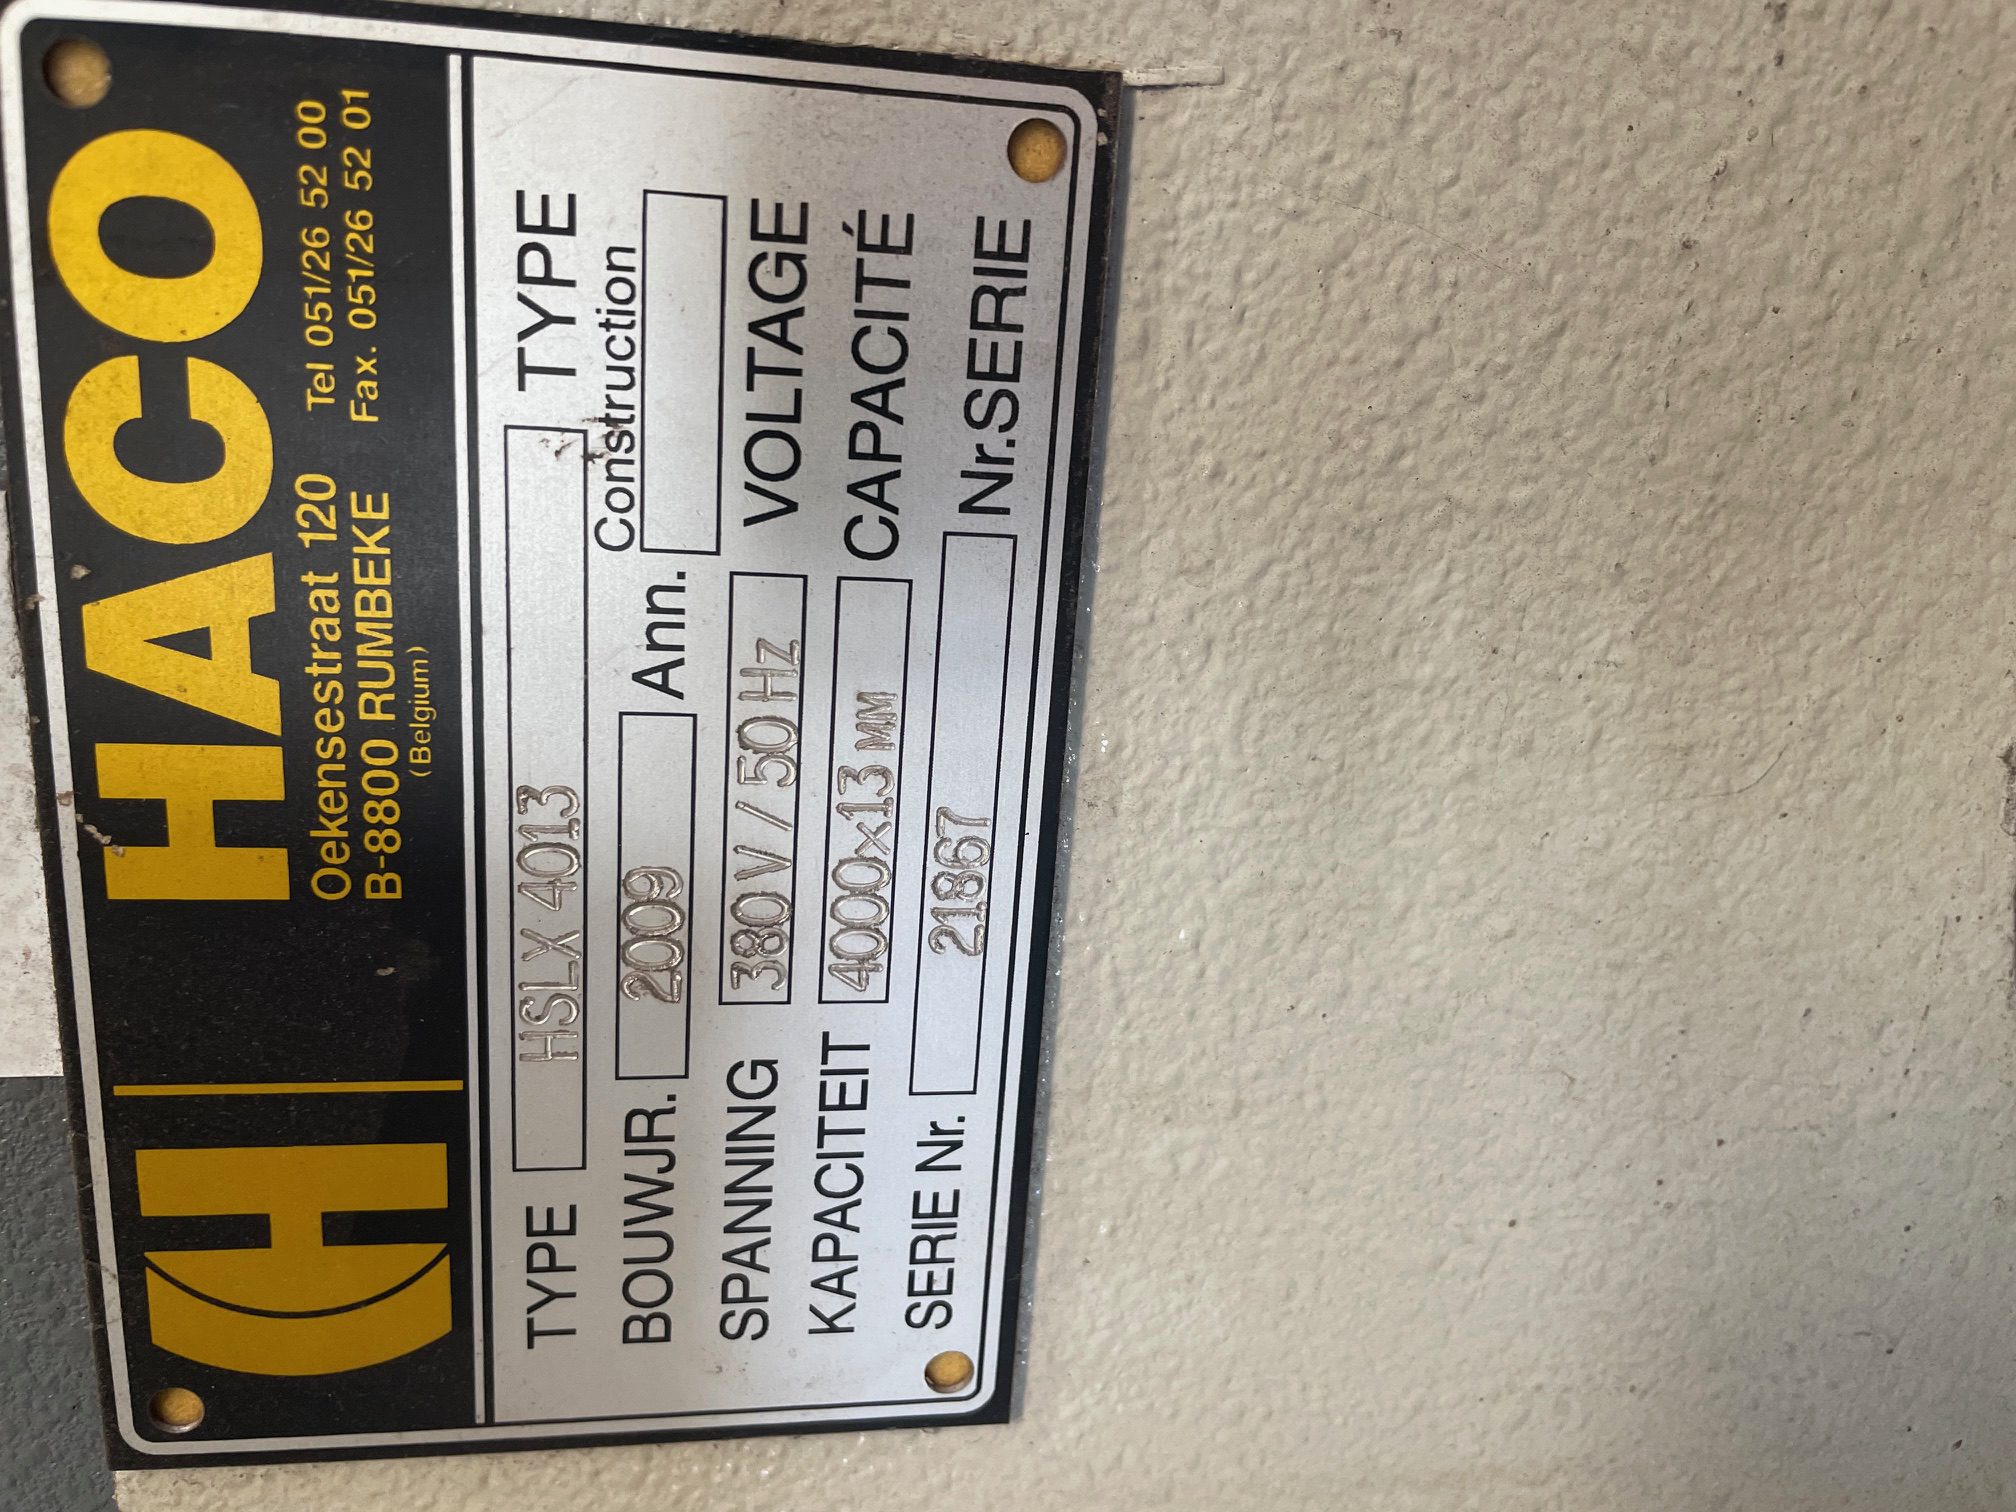 HACO
Oekensestraat 120 Tel 051/26 52 00
B-8800 RUMBEKE Fax. 051/26 52 01
(Belgium)
TYPE HSLX 4013 TYPE
BOUWJR. 2009 Ann. Construction
SPANNING 380 V / 50 Hz VOLTAGE
KAPACITEIT 4000x13 MM CAPACITÉ
SERIE Nr. 21867 Nr.SERIE